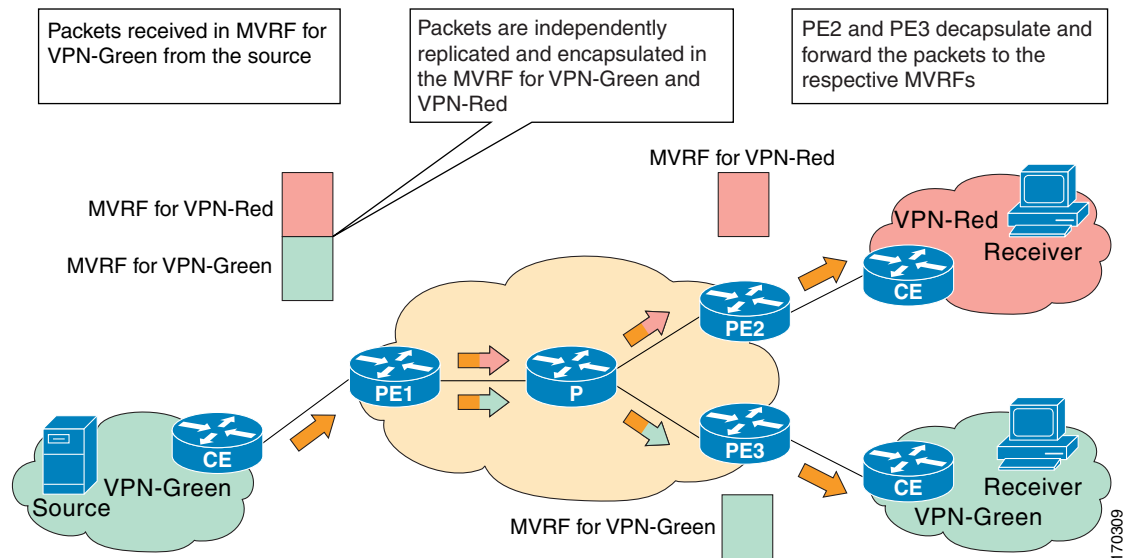 Packets received in MVRF for
VPN-Green from the source
Packets are independently
replicated and encapsulated in
the MVRF for VPN-Green and
VPN-Red
PE2 and PE3 decapsulate and
forward the packets to the
respective MVRFs
MVRF for VPN-Red
MVRF for VPN-Red
MVRF for VPN-Green
VPN-Red
Receiver
CE
PE2
PE1
P
CE
VPN-Green
Source
PE3
CE
Receiver
VPN-Green
MVRF for VPN-Green
170309